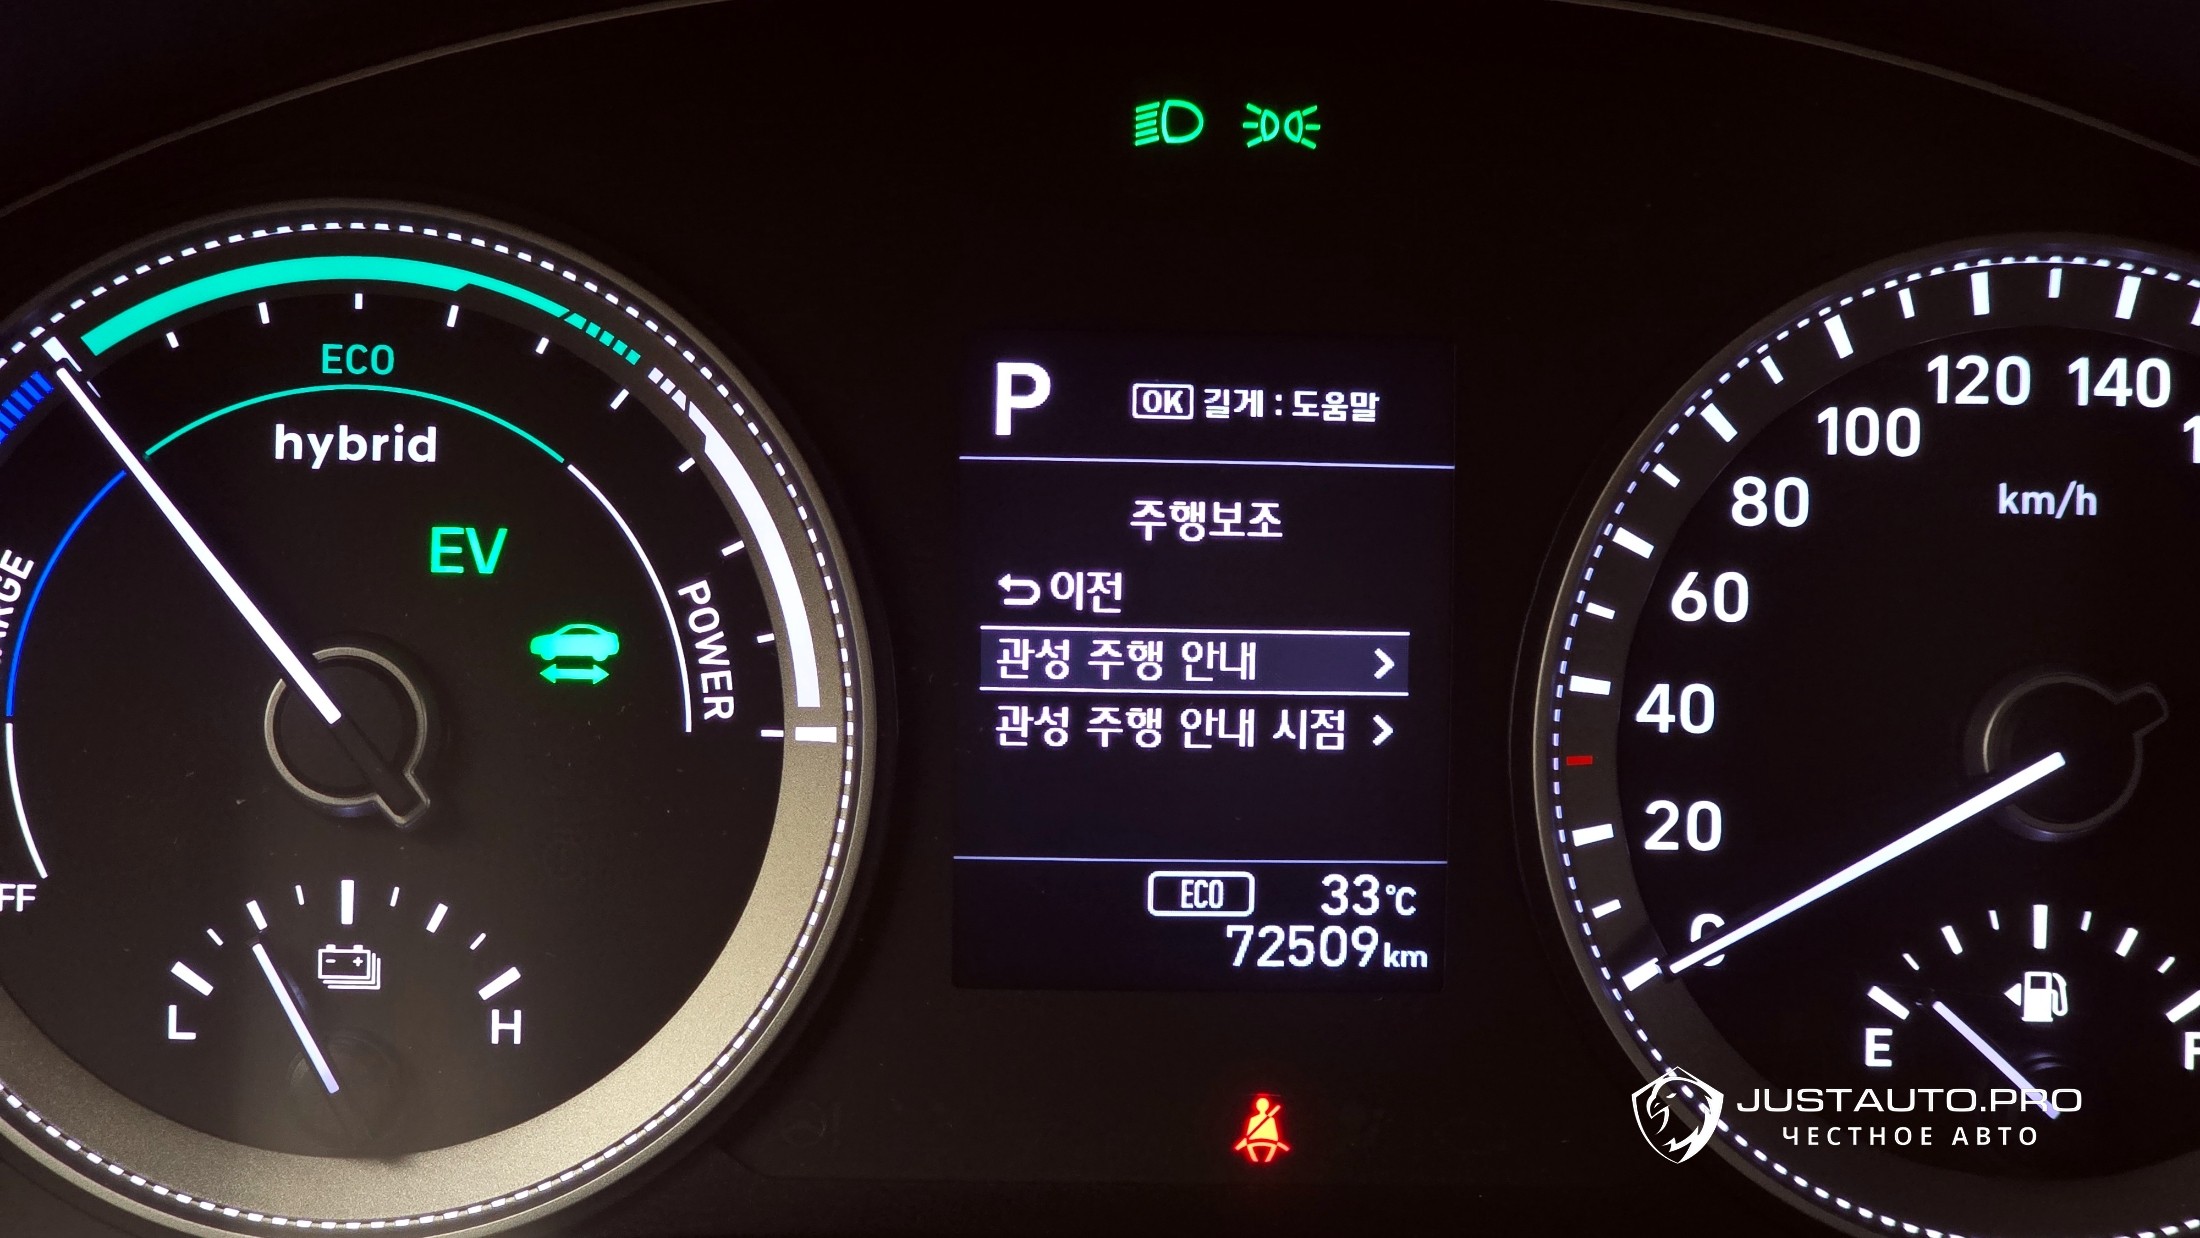 ECO
hybrid
EV
POWER
L
H
P
OK 길게 : 도움말
주행보조
이전
관성 주행 안내
관성 주행 안내 시점
ECO 33°C
72509km
120 140
100
80
km/h
60
40
20
0
E
JUSTAUTO.PRO
ЧЕСТНОЕ АВТО